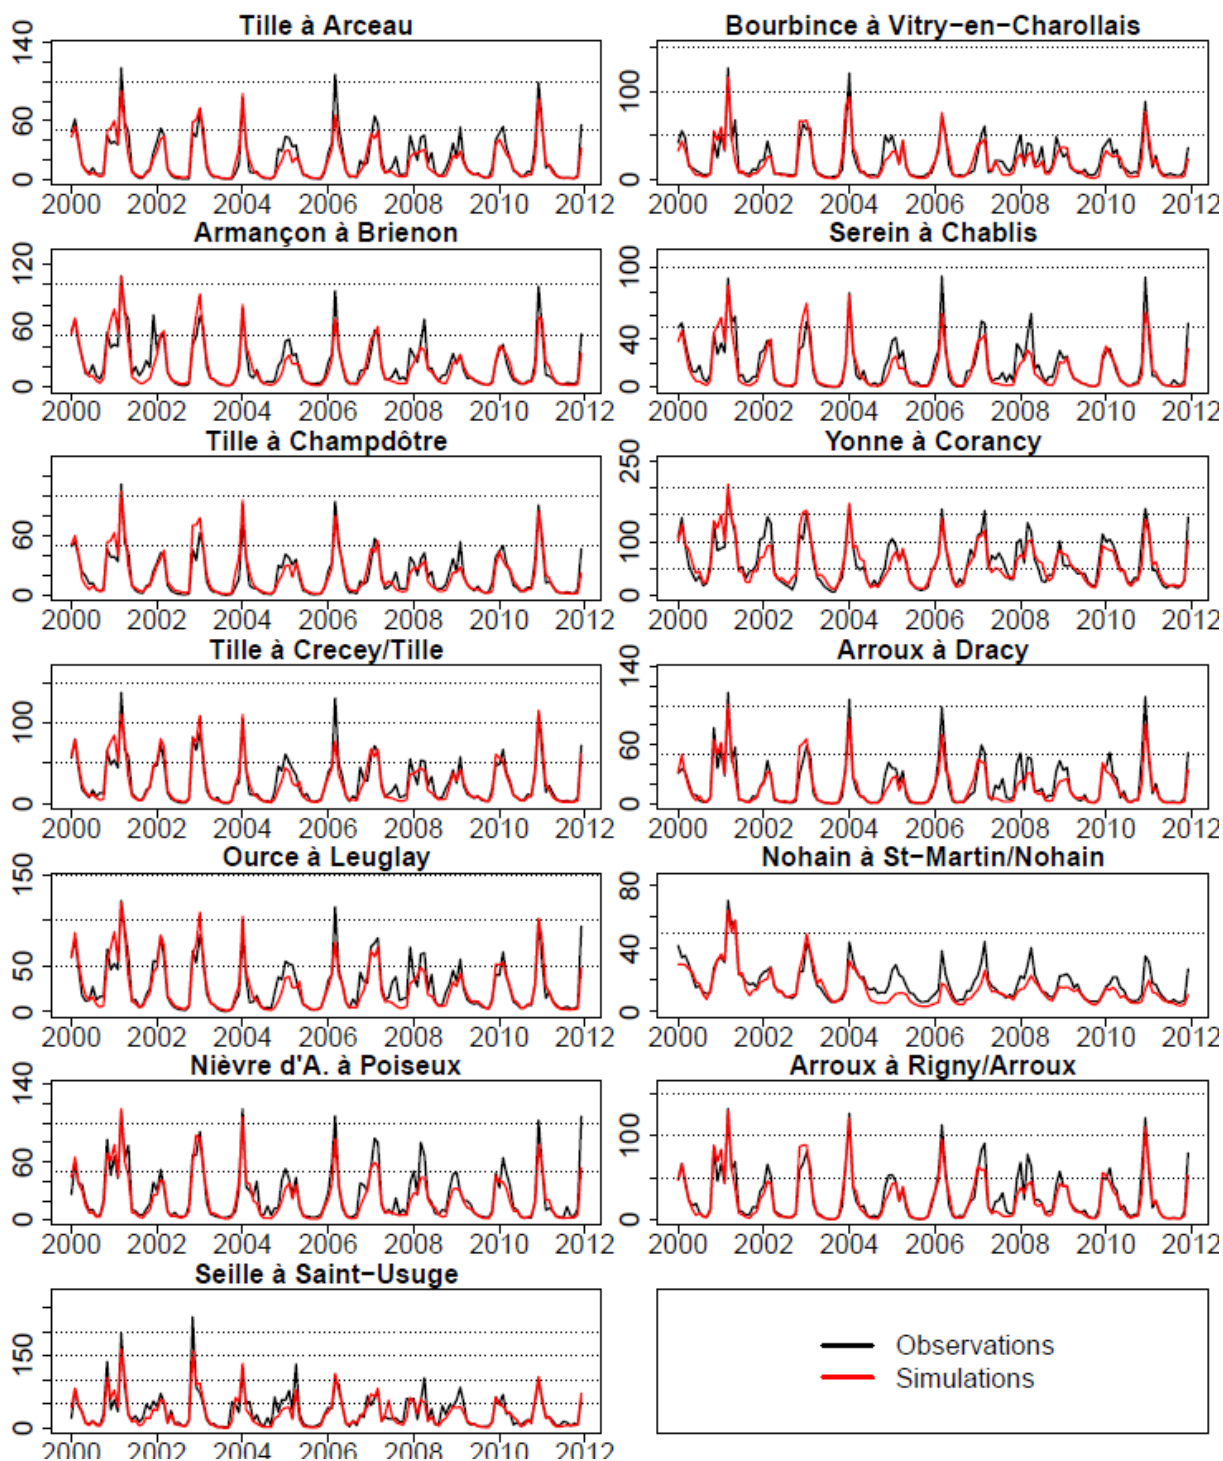 Tille à Arceau
140
60
0
2000 2002 2004 2006 2008 2010 2012
Bourbince à Vitry−en−Charollais
100
0
2000 2002 2004 2006 2008 2010 2012
Armançon à Brienon
120
60
0
2000 2002 2004 2006 2008 2010 2012
Serein à Chablis
100
40
0
2000 2002 2004 2006 2008 2010 2012
Tille à Champdôtre
60
0
2000 2002 2004 2006 2008 2010 2012
Yonne à Corancy
250
100
0
2000 2002 2004 2006 2008 2010 2012
Tille à Crecey/Tille
100
0
2000 2002 2004 2006 2008 2010 2012
Arroux à Dracy
140
60
0
2000 2002 2004 2006 2008 2010 2012
Ource à Leuglay
150
50
0
2000 2002 2004 2006 2008 2010 2012
Nohain à St−Martin/Nohain
80
40
0
2000 2002 2004 2006 2008 2010 2012
Nièvre d'A. à Poiseux
140
60
0
2000 2002 2004 2006 2008 2010 2012
Arroux à Rigny/Arroux
100
0
2000 2002 2004 2006 2008 2010 2012
Seille à Saint−Usuge
150
0
2000 2002 2004 2006 2008 2010 2012
Observations
Simulations